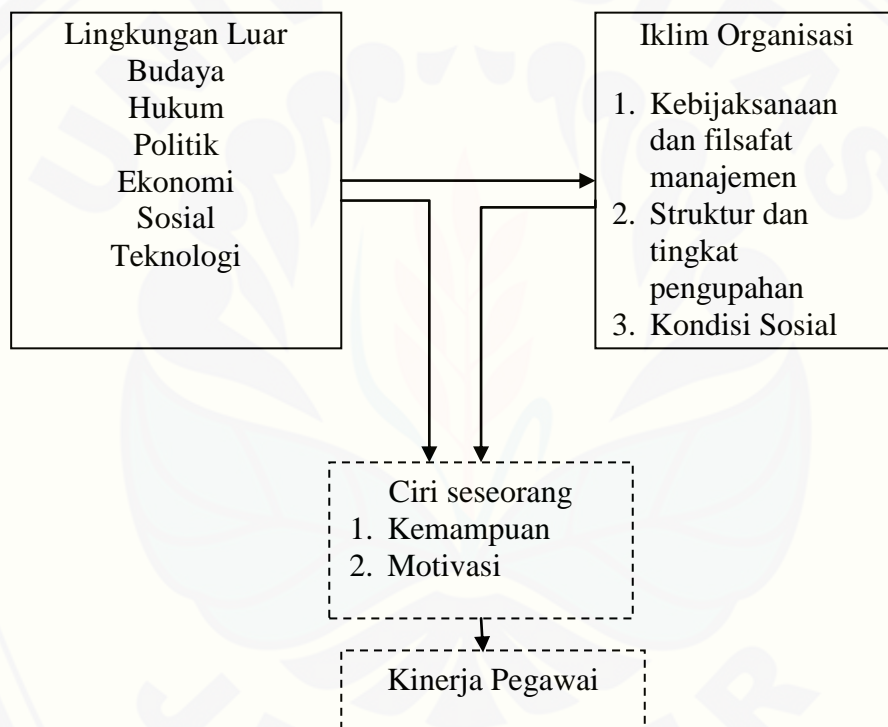 Lingkungan Luar
Budaya
Hukum
Politik
Ekonomi
Sosial
Teknologi
Iklim Organisasi
1. Kebijaksanaan
dan filsafat
manajemen
2. Struktur dan
tingkat
pengupahan
3. Kondisi Sosial
Ciri seseorang
1. Kemampuan
2. Motivasi
Kinerja Pegawai